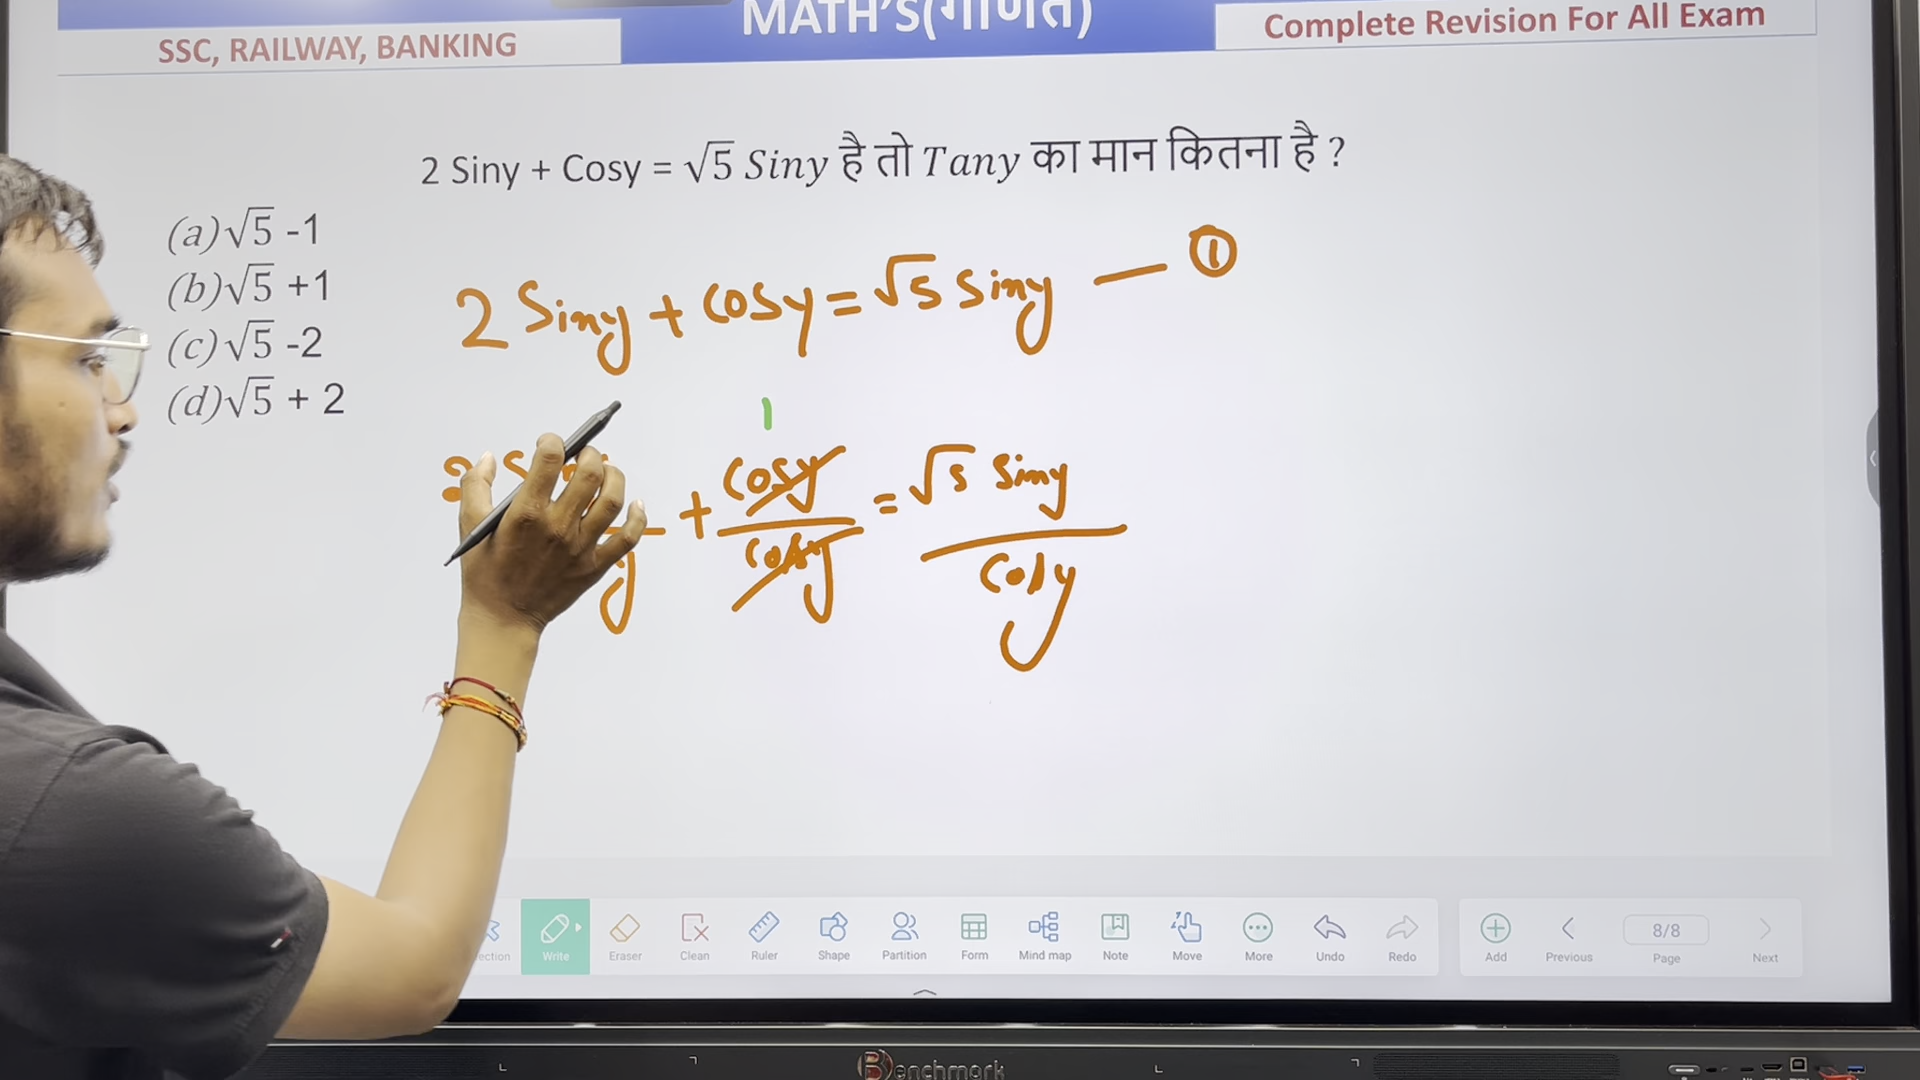 MATH'S(गणित)
SSC, RAILWAY, BANKING
Complete Revision For All Exam
2 Siny + Cosy = √5 Siny है तो Tany का मान कितना है ?
(a)√5 -1
(b)√5 +1
(c)√5 -2
(d)√5 + 2
2 Siny + cosy = √5 Siny — ①
1
2 S + cosy/cosy = √5 Siny/cosy
ection Write Eraser Clean Ruler Shape Partition Form Mind map Note Move More Undo Redo
Add Previous 8/8 Page Next
Benchmark